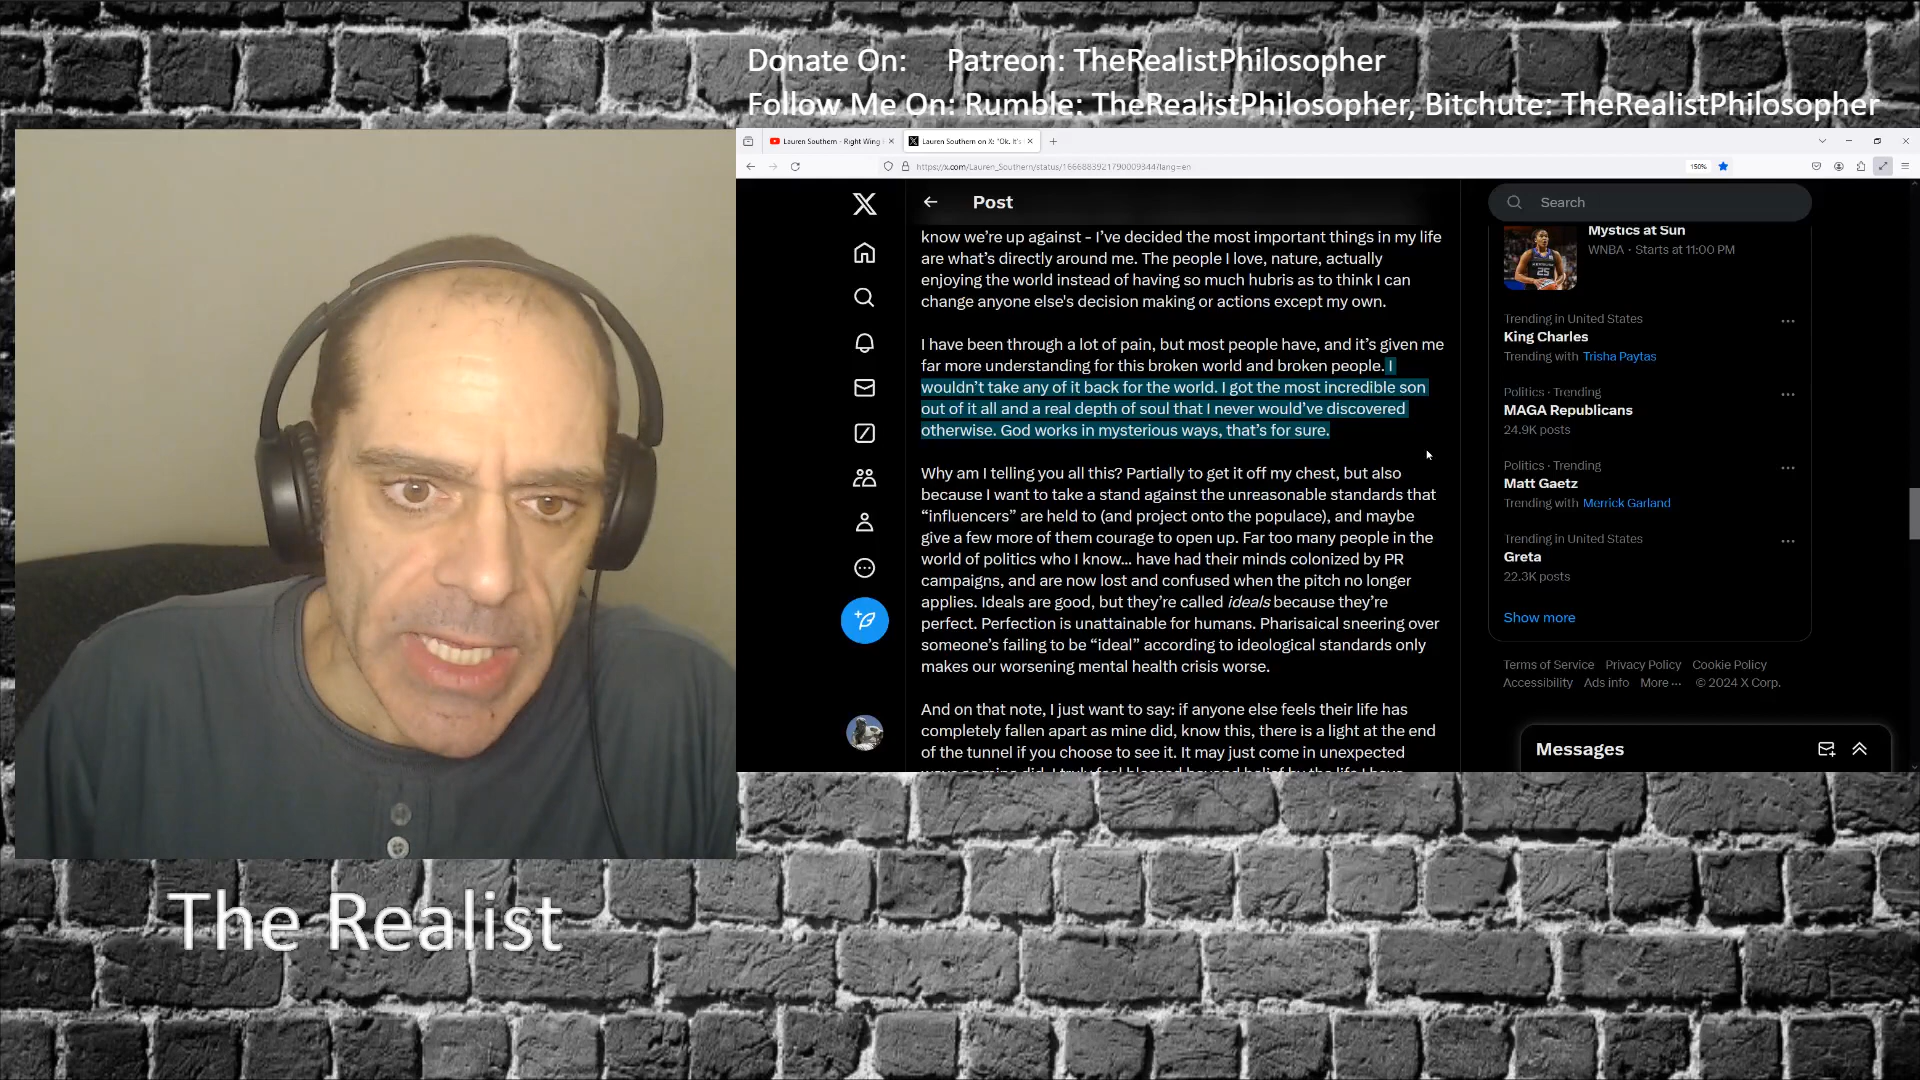 Donate On: Patreon: TheRealistPhilosopher
Follow Me On: Rumble: TheRealistPhilosopher, Bitchute: TheRealistPhilosopher
Lauren Southern - Right Wing
Lauren Southern on X: "Ok. It's
https://x.com/Lauren_Southern/status/1666883921790009344?lang=en
150%
Post
Search
know we're up against - I've decided the most important things in my life
are what's directly around me. The people I love, nature, actually
enjoying the world instead of having so much hubris as to think I can
change anyone else's decision making or actions except my own.
I have been through a lot of pain, but most people have, and it's given me
far more understanding for this broken world and broken people. I
wouldn't take any of it back for the world. I got the most incredible son
out of it all and a real depth of soul that I never would've discovered
otherwise. God works in mysterious ways, that's for sure.
Why am I telling you all this? Partially to get it off my chest, but also
because I want to take a stand against the unreasonable standards that
“influencers” are held to (and project onto the populace), and maybe
give a few more of them courage to open up. Far too many people in the
world of politics who I know... have had their minds colonized by PR
campaigns, and are now lost and confused when the pitch no longer
applies. Ideals are good, but they're called ideals because they're
perfect. Perfection is unattainable for humans. Pharisaical sneering over
someone's failing to be “ideal” according to ideological standards only
makes our worsening mental health crisis worse.
And on that note, I just want to say: if anyone else feels their life has
completely fallen apart as mine did, know this, there is a light at the end
of the tunnel if you choose to see it. It may just come in unexpected
Mystics at Sun
WNBA · Starts at 11:00 PM
Trending in United States
King Charles
Trending with Trisha Paytas
Politics · Trending
MAGA Republicans
24.9K posts
Politics · Trending
Matt Gaetz
Trending with Merrick Garland
Trending in United States
Greta
22.3K posts
Show more
Terms of Service Privacy Policy Cookie Policy
Accessibility Ads info More ··· © 2024 X Corp.
Messages
The Realist